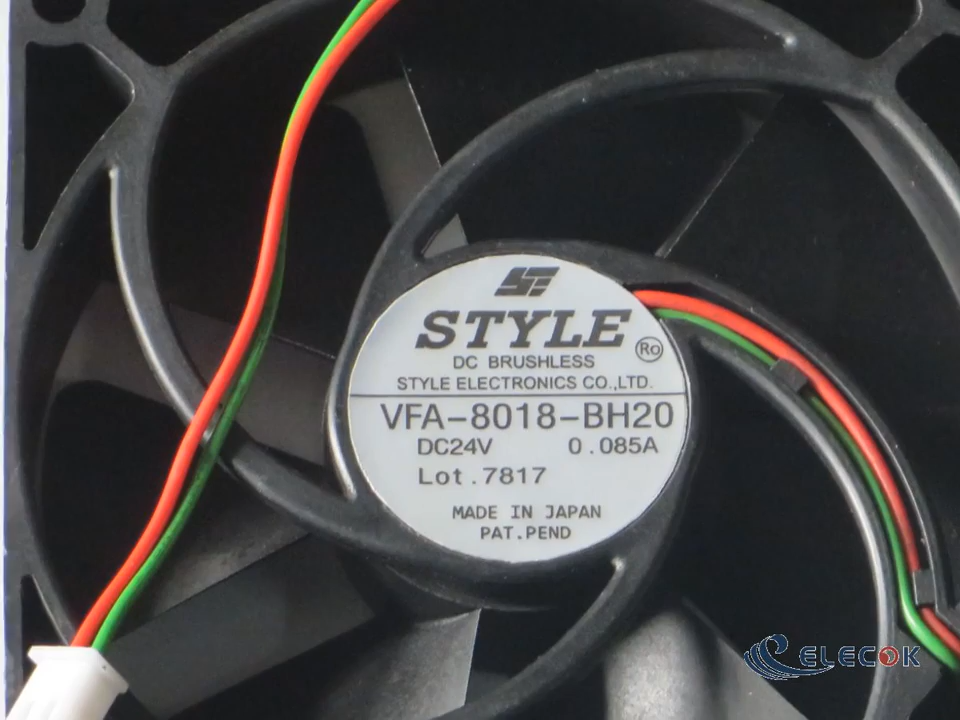 STYLE
Ro
DC BRUSHLESS
STYLE ELECTRONICS CO.,LTD.
VFA-8018-BH20
DC24V 0.085A
Lot.7817
MADE IN JAPAN
PAT.PEND
ELECOK